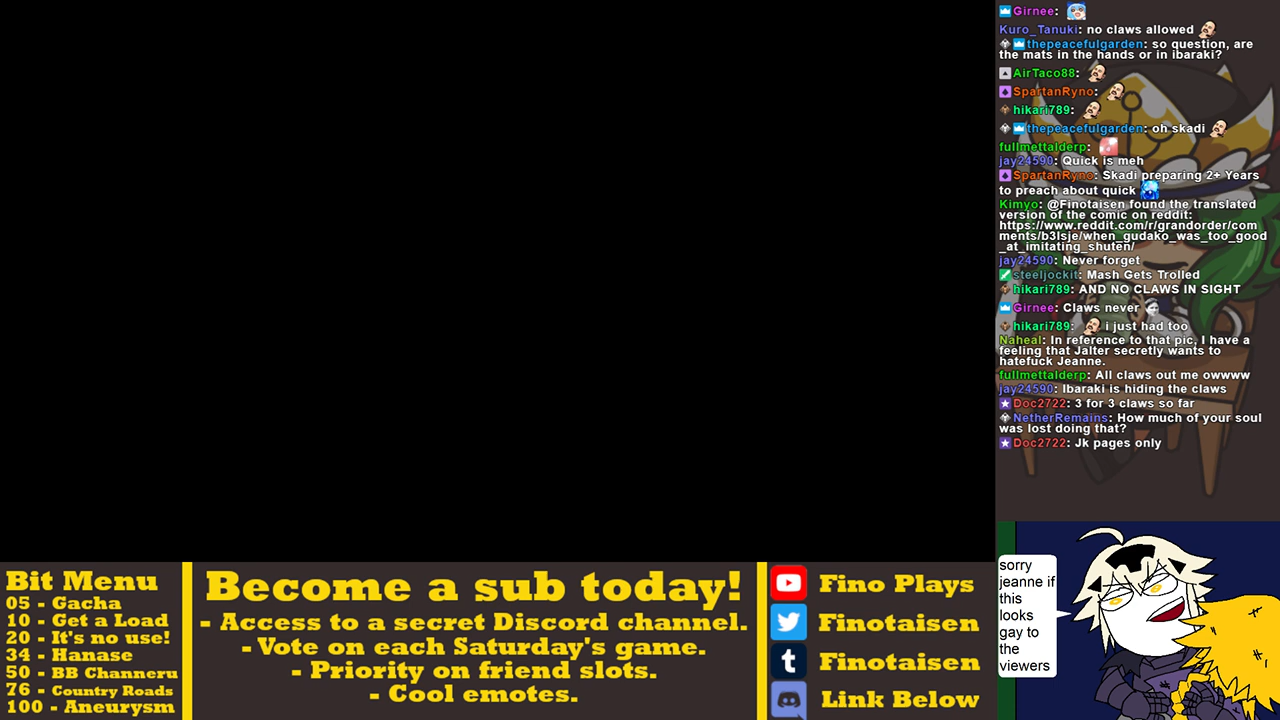 Girnee:
Kuro_Tanuki: no claws allowed
thepeacefulgarden: so question, are
the mats in the hands or in ibaraki?
AirTaco88:
SpartanRyno:
hikari789:
thepeacefulgarden: oh skadi
fullmettalderp:
jay24590: Quick is meh
SpartanRyno: Skadi preparing 2+ Years
to preach about quick
Kimyo: @Finotaisen found the translated
version of the comic on reddit:
https://www.reddit.com/r/grandorder/com
ments/b3lsje/when_gudako_was_too_good
_at_imitating_shuten/
jay24590: Never forget
steeljockit: Mash Gets Trolled
hikari789: AND NO CLAWS IN SIGHT
Girnee: Claws never
hikari789: i just had too
Naheal: In reference to that pic, I have a
feeling that Jalter secretly wants to
hatefuck Jeanne.
fullmettalderp: All claws out me owwww
jay24590: Ibaraki is hiding the claws
Doc2722: 3 for 3 claws so far
NetherRemains: How much of your soul
was lost doing that?
Doc2722: Jk pages only
sorry
jeanne if
this
looks
gay to
the
viewers
Bit Menu
05 - Gacha
10 - Get a Load
20 - It's no use!
34 - Hanase
50 - BB Channeru
76 - Country Roads
100 - Aneurysm
Become a sub today!
- Access to a secret Discord channel.
- Vote on each Saturday's game.
- Priority on friend slots.
- Cool emotes.
Fino Plays
Finotaisen
Finotaisen
Link Below